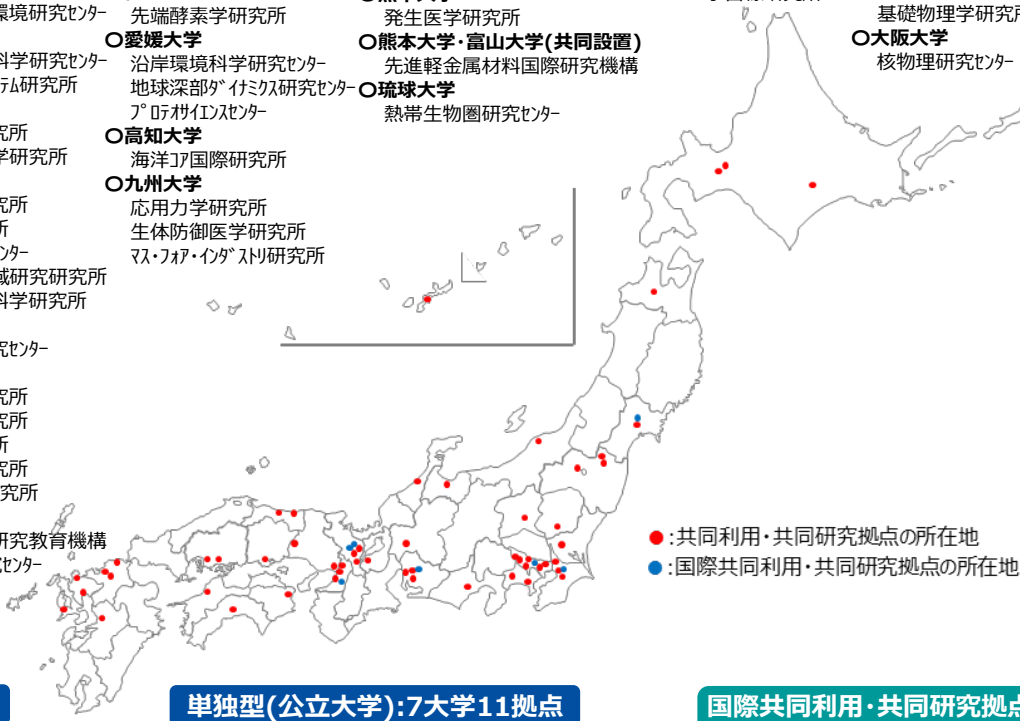 環境研究センター
科学研究センター
テム研究所
究所
学研究所
究所
所
ンター
域研究研究所
科学研究所
究センター
究所
究所
所
究所
究所
研究教育機構
究センター
先端酵素学研究所
〇愛媛大学
沿岸環境科学研究センター
地球深部ダイナミクス研究センター
プロテオサイエンスセンター
〇高知大学
海洋コア国際研究所
〇九州大学
応用力学研究所
生体防御医学研究所
マス・フォア・インダストリ研究所
発生医学研究所
〇熊本大学・富山大学(共同設置)
先進軽金属材料国際研究機構
〇琉球大学
熱帯生物圏研究センター
基礎物理学研究所
〇大阪大学
核物理研究センター
●:共同利用・共同研究拠点の所在地
●:国際共同利用・共同研究拠点の所在地
単独型(公立大学):7大学11拠点
国際共同利用・共同研究拠点